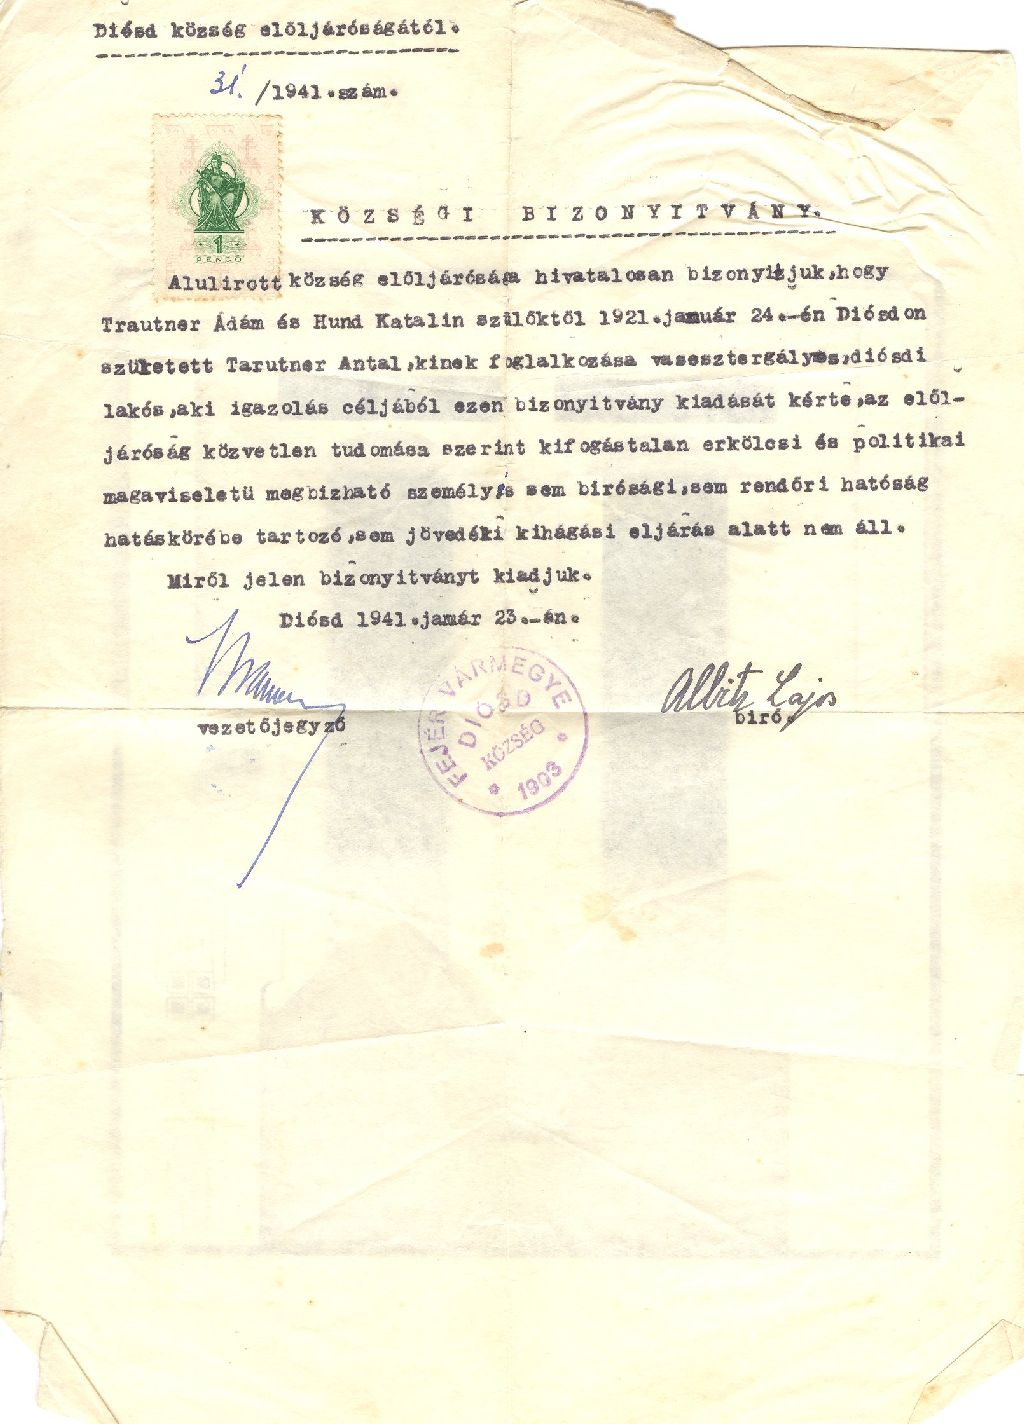 Diósd község előljáróságától.
31. /1941.szám.
1
PENGŐ
KÖZSÉGI BIZONYITVÁNY.
Alulirott község előljárósága hivatalosan bizonyitjuk,hogy
Trautner Ádám és Hund Katalin szülőktől 1921.január 24.-én Diósdon
született Tarutner Antal,kinek foglalkozása vasesztergályos,diósdi
lakós,aki igazolás céljából ezen bizonyitvány kiadását kérte,az elől-
járóság közvetlen tudomása szerint kifogástalan erkölcsi és politikai
magaviseletü megbizható személy,s sem birósági,sem rendőri hatóság
hatáskörébe tartozó,sem jövedéki kihágási eljárás alatt nem áll.
Miről jelen bizonyitványt kiadjuk.
Diósd 1941.január 23.-án.
Albitz Lajos
vezetőjegyző
biró.
FEJÉR VÁRMEGYE
DIÓSD
KÖZSÉG
* 1903 *